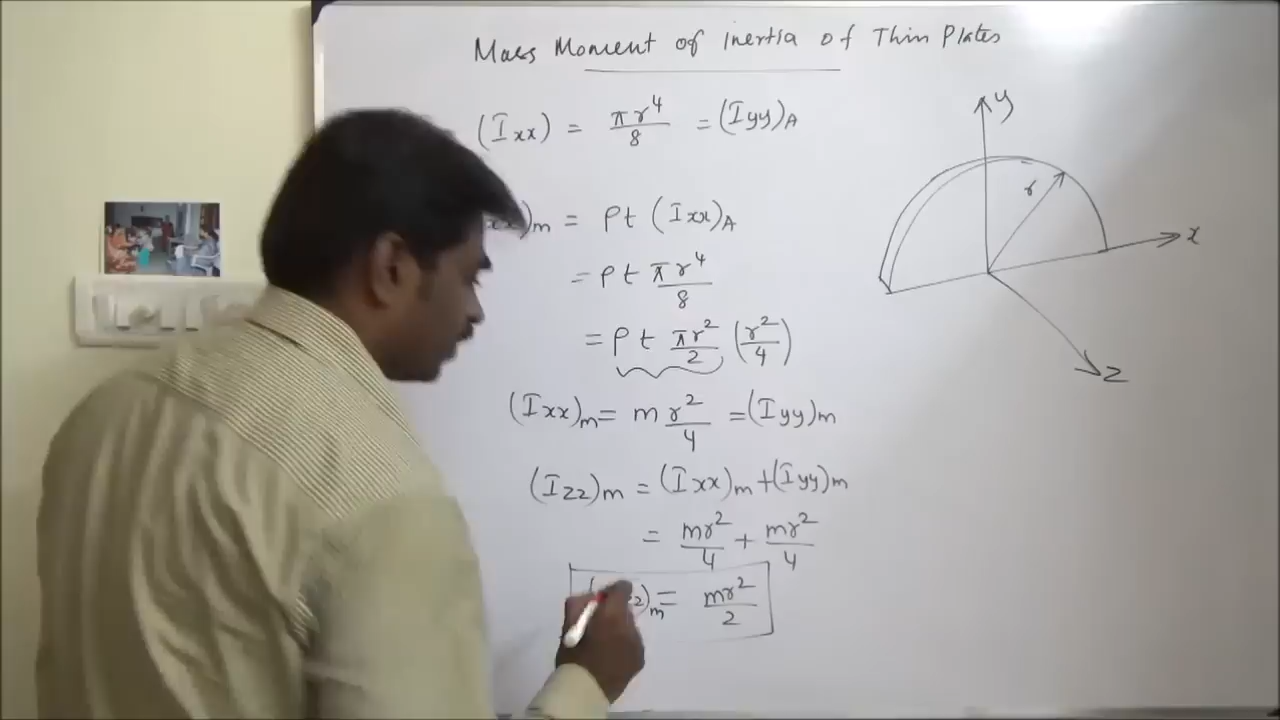 Mass Moment of inertia of Thin Plates
(Ixx) = πr⁴/8 = (Iyy)A
)m = ρt (Ixx)A
= ρt πr⁴/8
= ρt πr²/2 (r²/4)
(Ixx)m = m r²/4 = (Iyy)m
(Izz)m = (Ixx)m + (Iyy)m
= mr²/4 + mr²/4
)m = mr²/2
y
r
x
z